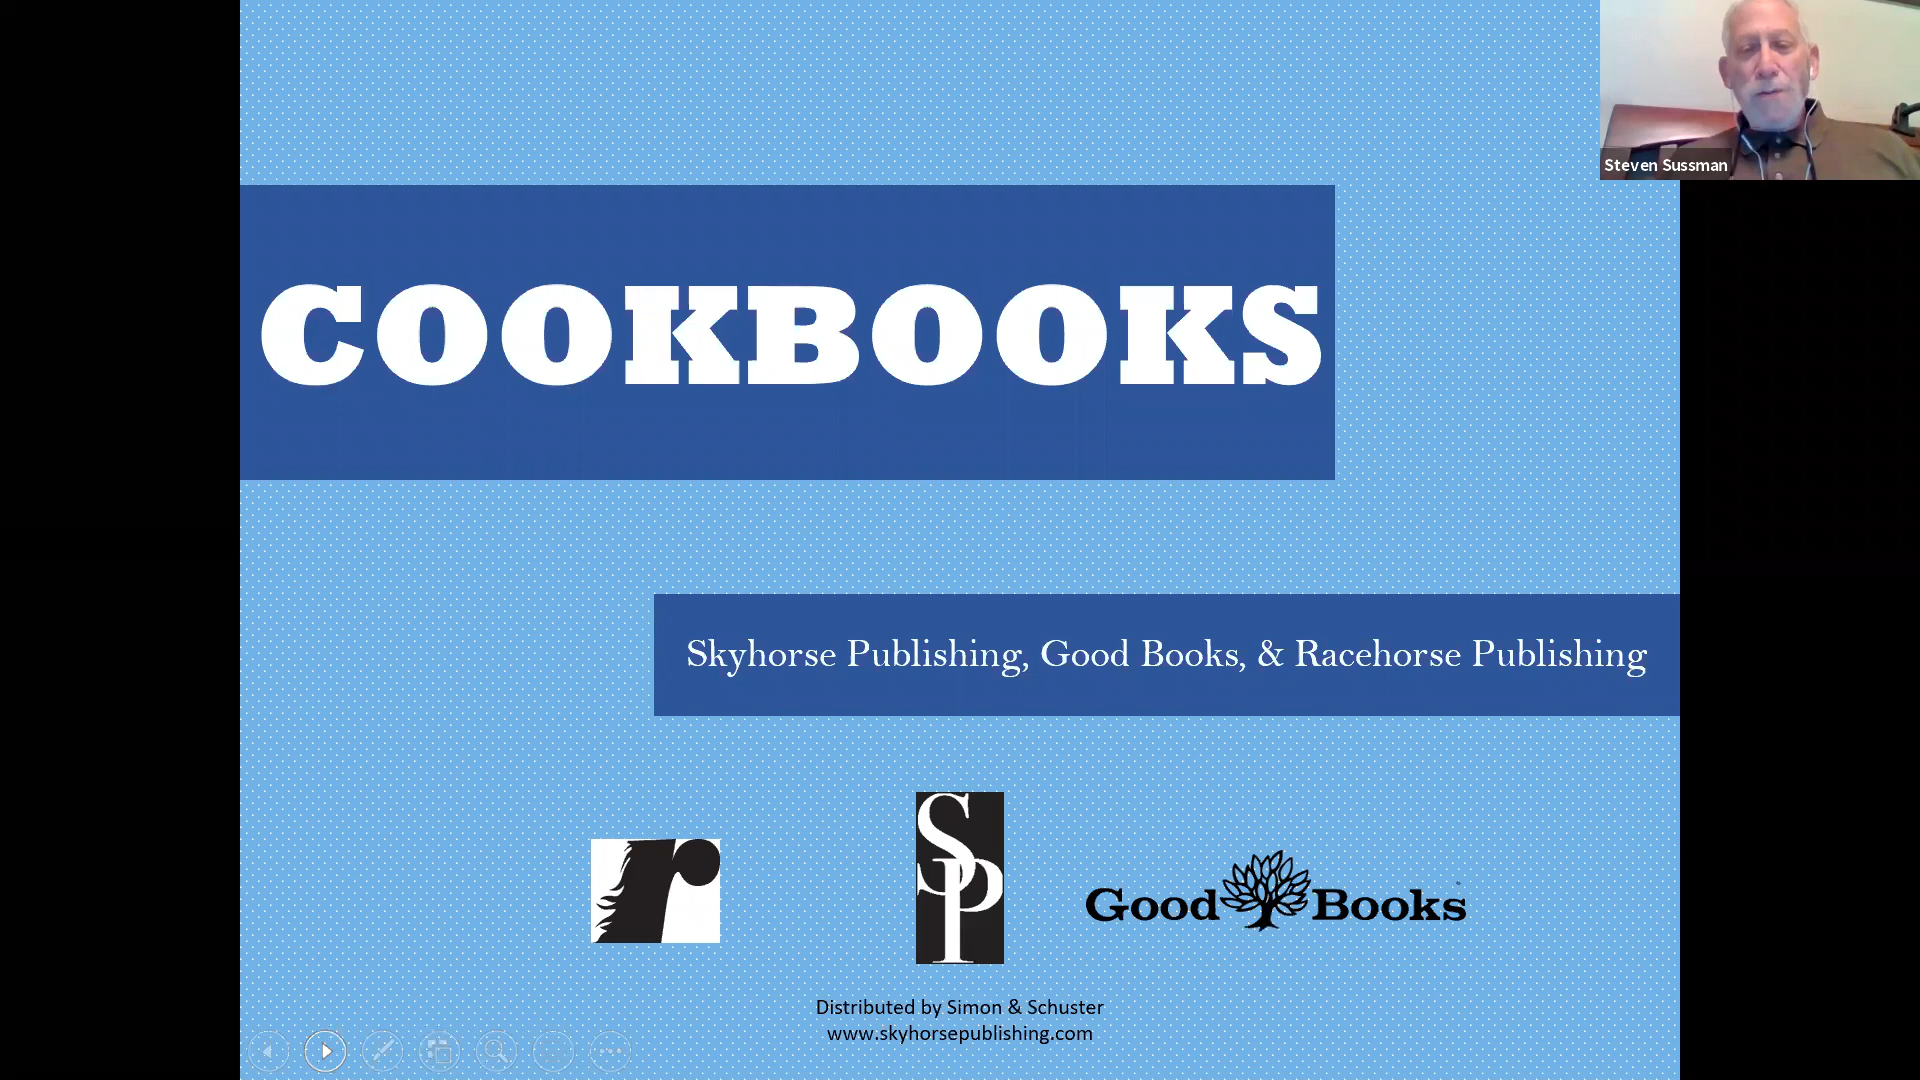 Steven Sussman
COOKBOOKS
Skyhorse Publishing, Good Books, & Racehorse Publishing
r
SP
Good Books
Distributed by Simon & Schuster
www.skyhorsepublishing.com